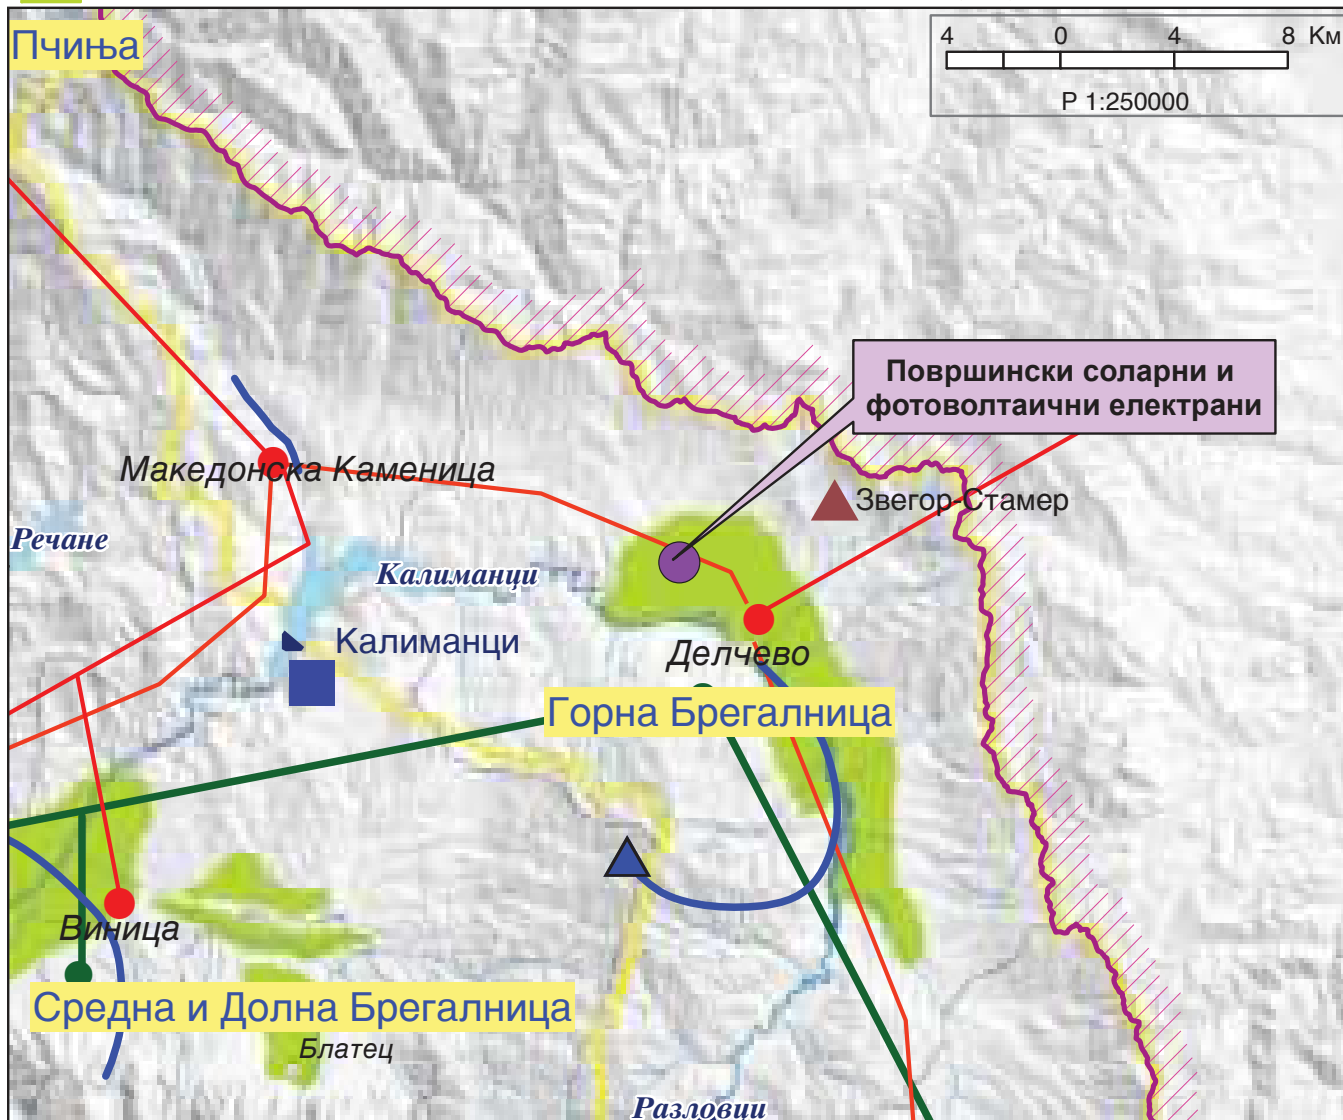 Пчиња
4 0 4 8 Км
Р 1:250000
Површински соларни и
фотоволтаични електрани
Македонска Каменица
Звегор-Стамер
Речане
Калиманци
Калиманци
Делчево
Горна Брегалница
Виница
Средна и Долна Брегалница
Блатец
Разловци